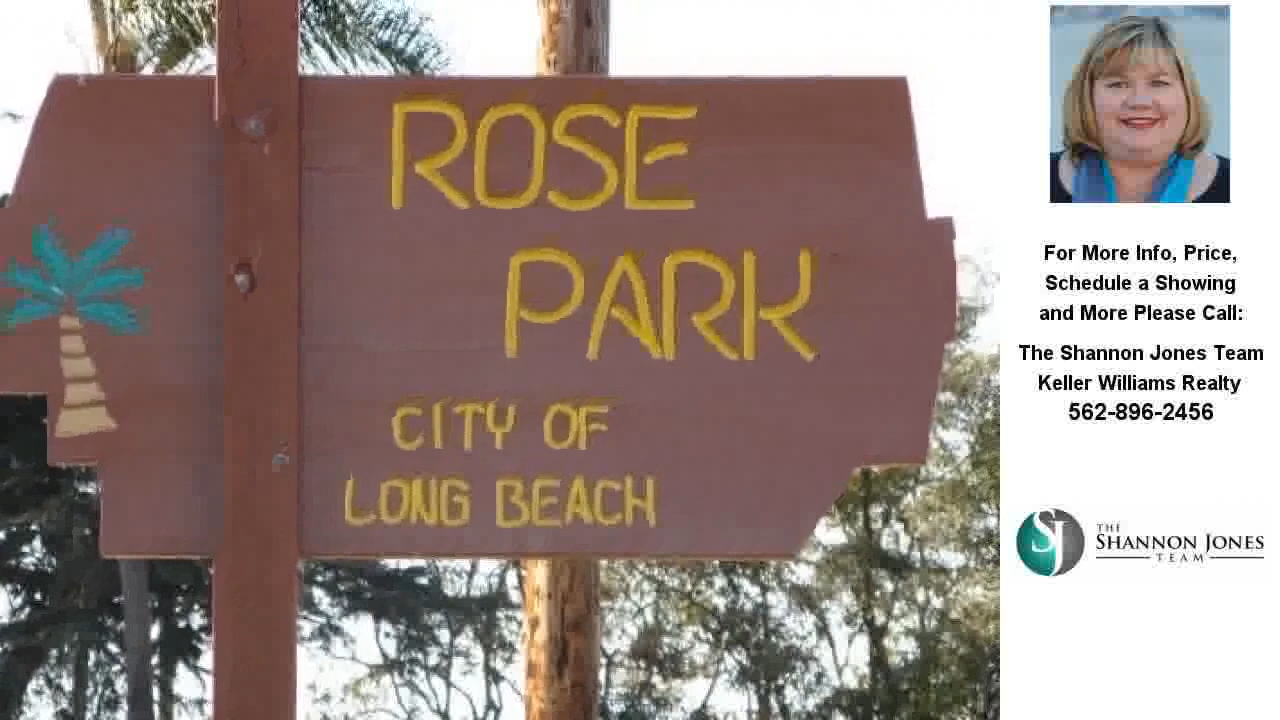 ROSE
PARK
CITY OF
LONG BEACH
For More Info, Price,
Schedule a Showing
and More Please Call:
The Shannon Jones Team
Keller Williams Realty
562-896-2456
SJ
THE
SHANNON JONES
TEAM